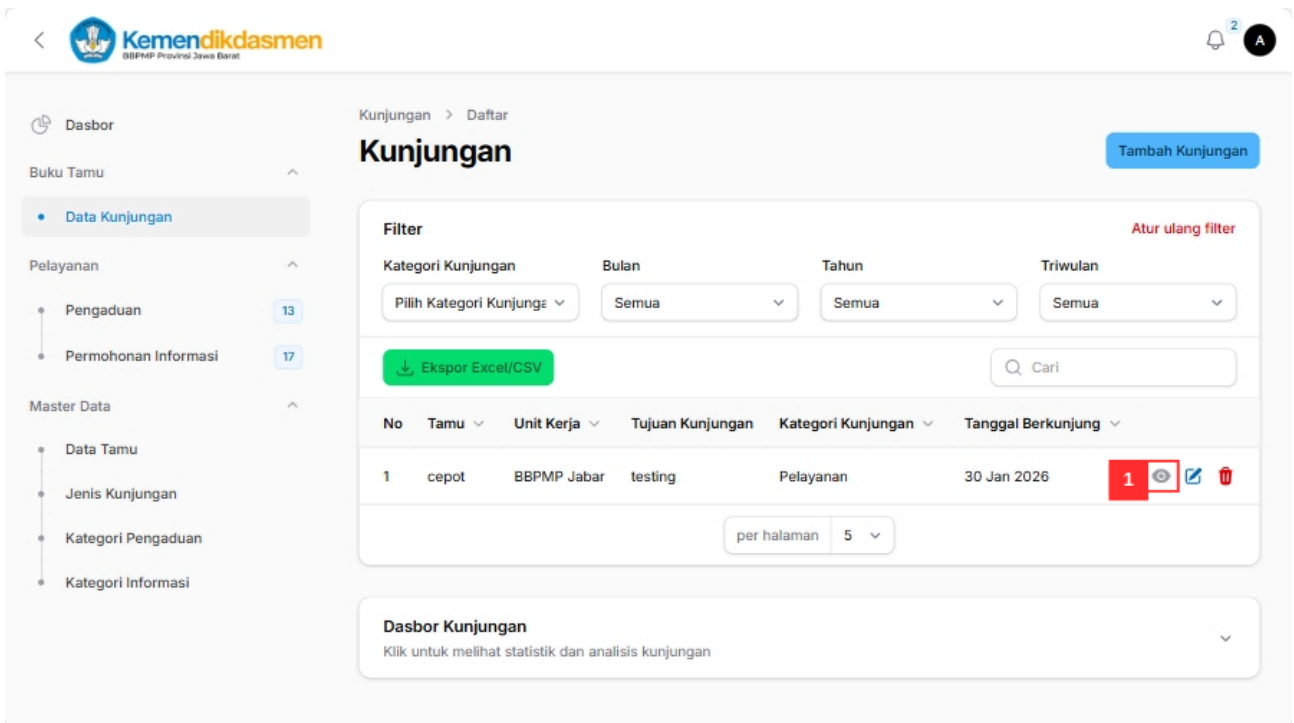 Kemendikdasmen
BBPMP Provinsi Jawa Barat
2
A
Dasbor
Buku Tamu
Data Kunjungan
Pelayanan
Pengaduan 13
Permohonan Informasi 17
Master Data
Data Tamu
Jenis Kunjungan
Kategori Pengaduan
Kategori Informasi
Kunjungan > Daftar
Kunjungan
Tambah Kunjungan
Filter
Atur ulang filter
Kategori Kunjungan Bulan Tahun Triwulan
Pilih Kategori Kunjunga Semua Semua Semua
Ekspor Excel/CSV
Cari
No Tamu Unit Kerja Tujuan Kunjungan Kategori Kunjungan Tanggal Berkunjung
1 cepot BBPMP Jabar testing Pelayanan 30 Jan 2026 1
per halaman 5
Dasbor Kunjungan
Klik untuk melihat statistik dan analisis kunjungan